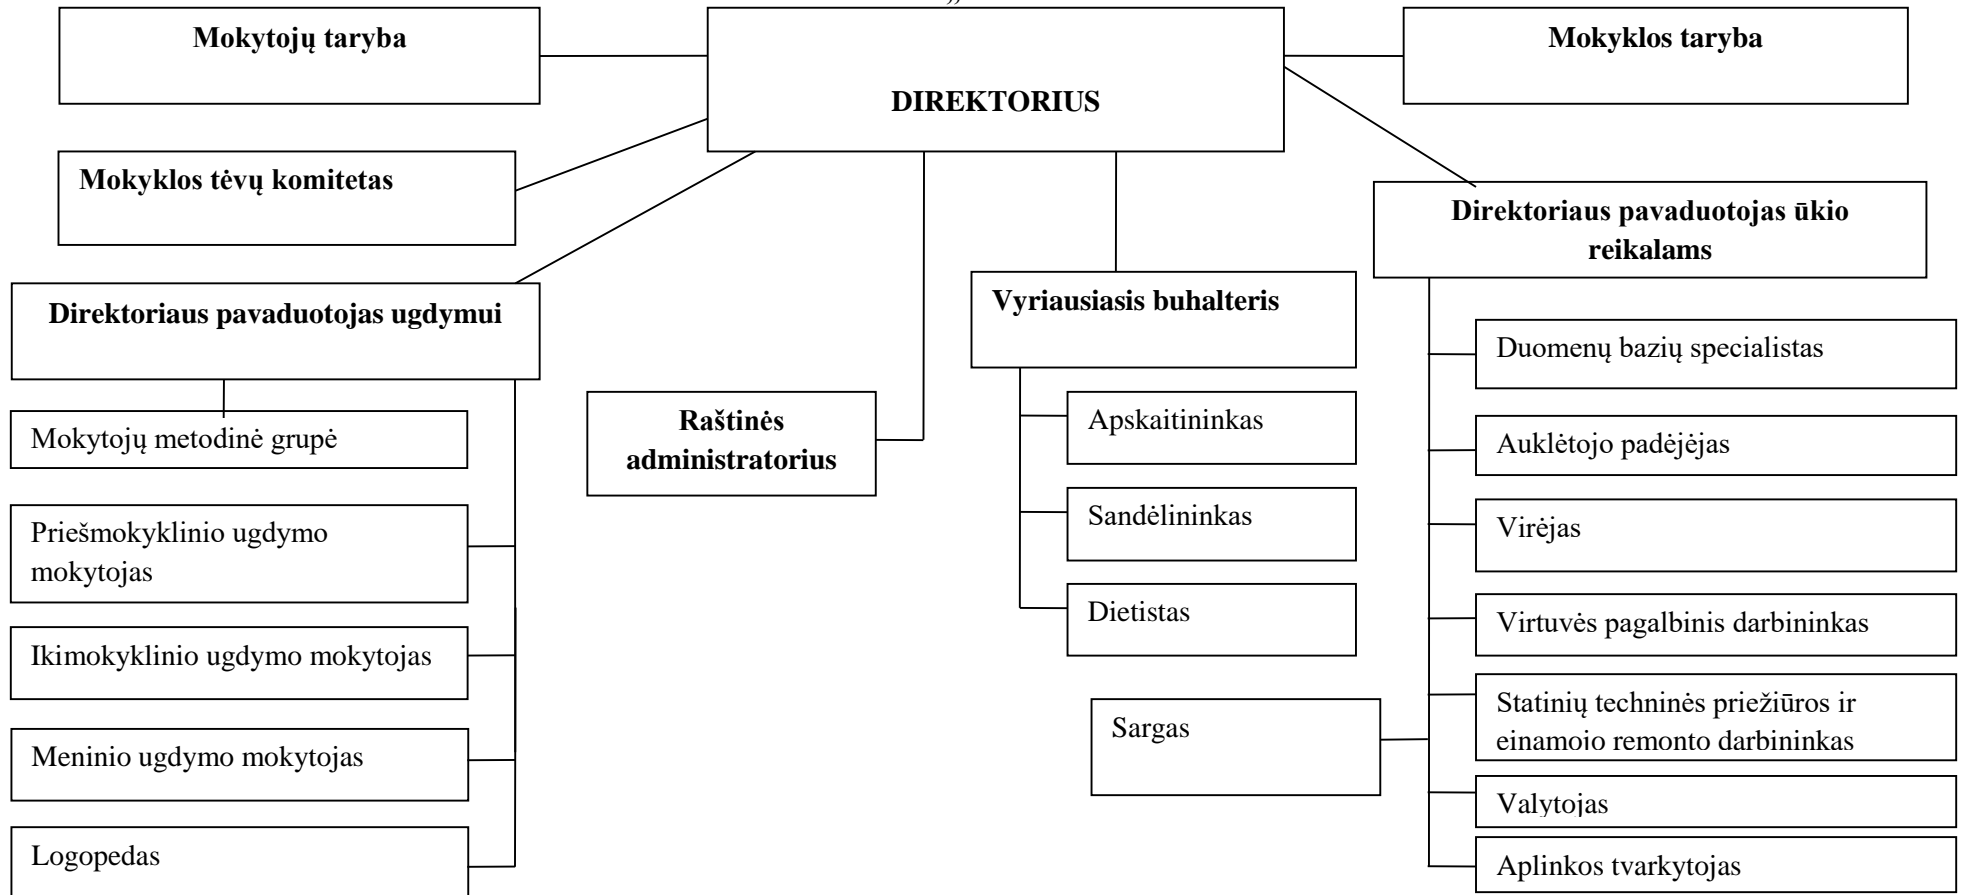 „
Mokytojų taryba
DIREKTORIUS
Mokyklos taryba
Mokyklos tėvų komitetas
Direktoriaus pavaduotojas ūkio
reikalams
Direktoriaus pavaduotojas ugdymui
Vyriausiasis buhalteris
Raštinės
administratorius
Mokytojų metodinė grupė
Priešmokyklinio ugdymo
mokytojas
Ikimokyklinio ugdymo mokytojas
Meninio ugdymo mokytojas
Logopedas
Apskaitininkas
Sandėlininkas
Dietistas
Sargas
Duomenų bazių specialistas
Auklėtojo padėjėjas
Virėjas
Virtuvės pagalbinis darbininkas
Statinių techninės priežiūros ir
einamojo remonto darbininkas
Valytojas
Aplinkos tvarkytojas